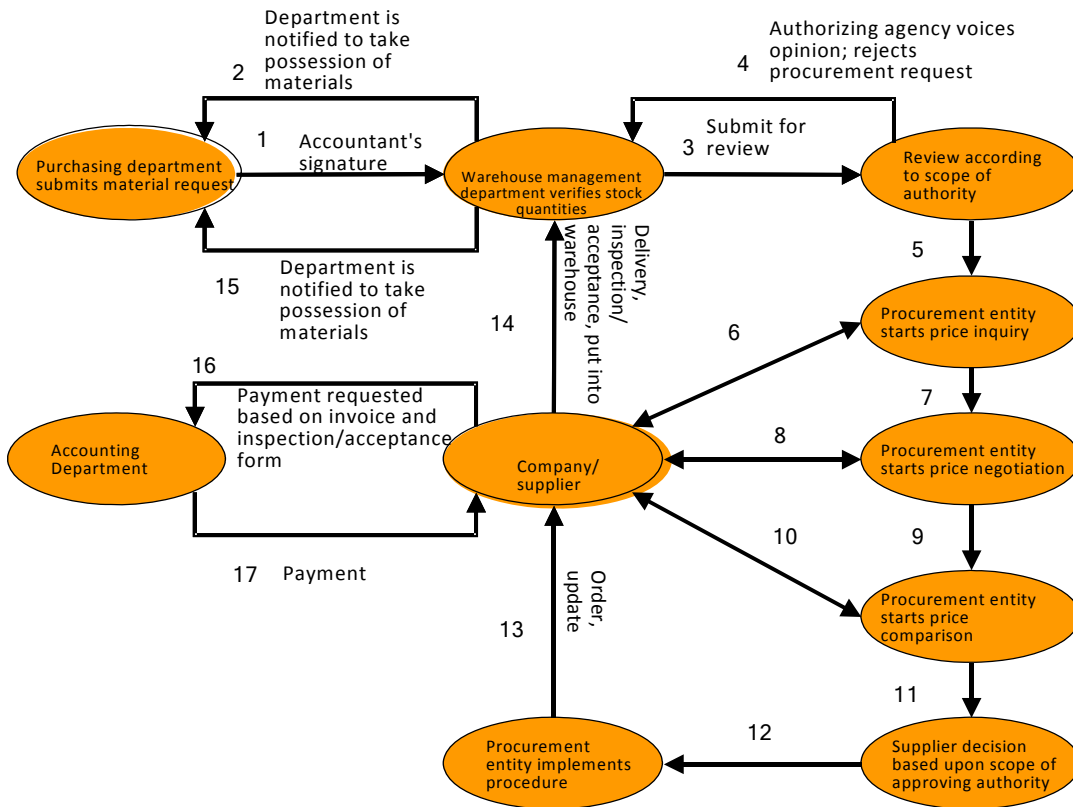 Department is
notified to take
possession of
materials
2
Authorizing agency voices
opinion; rejects
procurement request
4
1
Accountant's
signature
3
Submit for
review
Purchasing department
submits material request
Warehouse management
department verifies stock
quantities
Review according
to scope of
authority
15
Department is
notified to take
possession of
materials
14
Delivery,
inspection/
acceptance, put into
warehouse
5
Procurement entity
starts price inquiry
6
7
16
Payment requested
based on invoice and
inspection/acceptance
form
Accounting
Department
Company/
supplier
8
Procurement entity
starts price negotiation
17
Payment
10
9
13
Order,
update
Procurement entity
starts price
comparison
11
12
Procurement
entity implements
procedure
Supplier decision
based upon scope of
approving authority